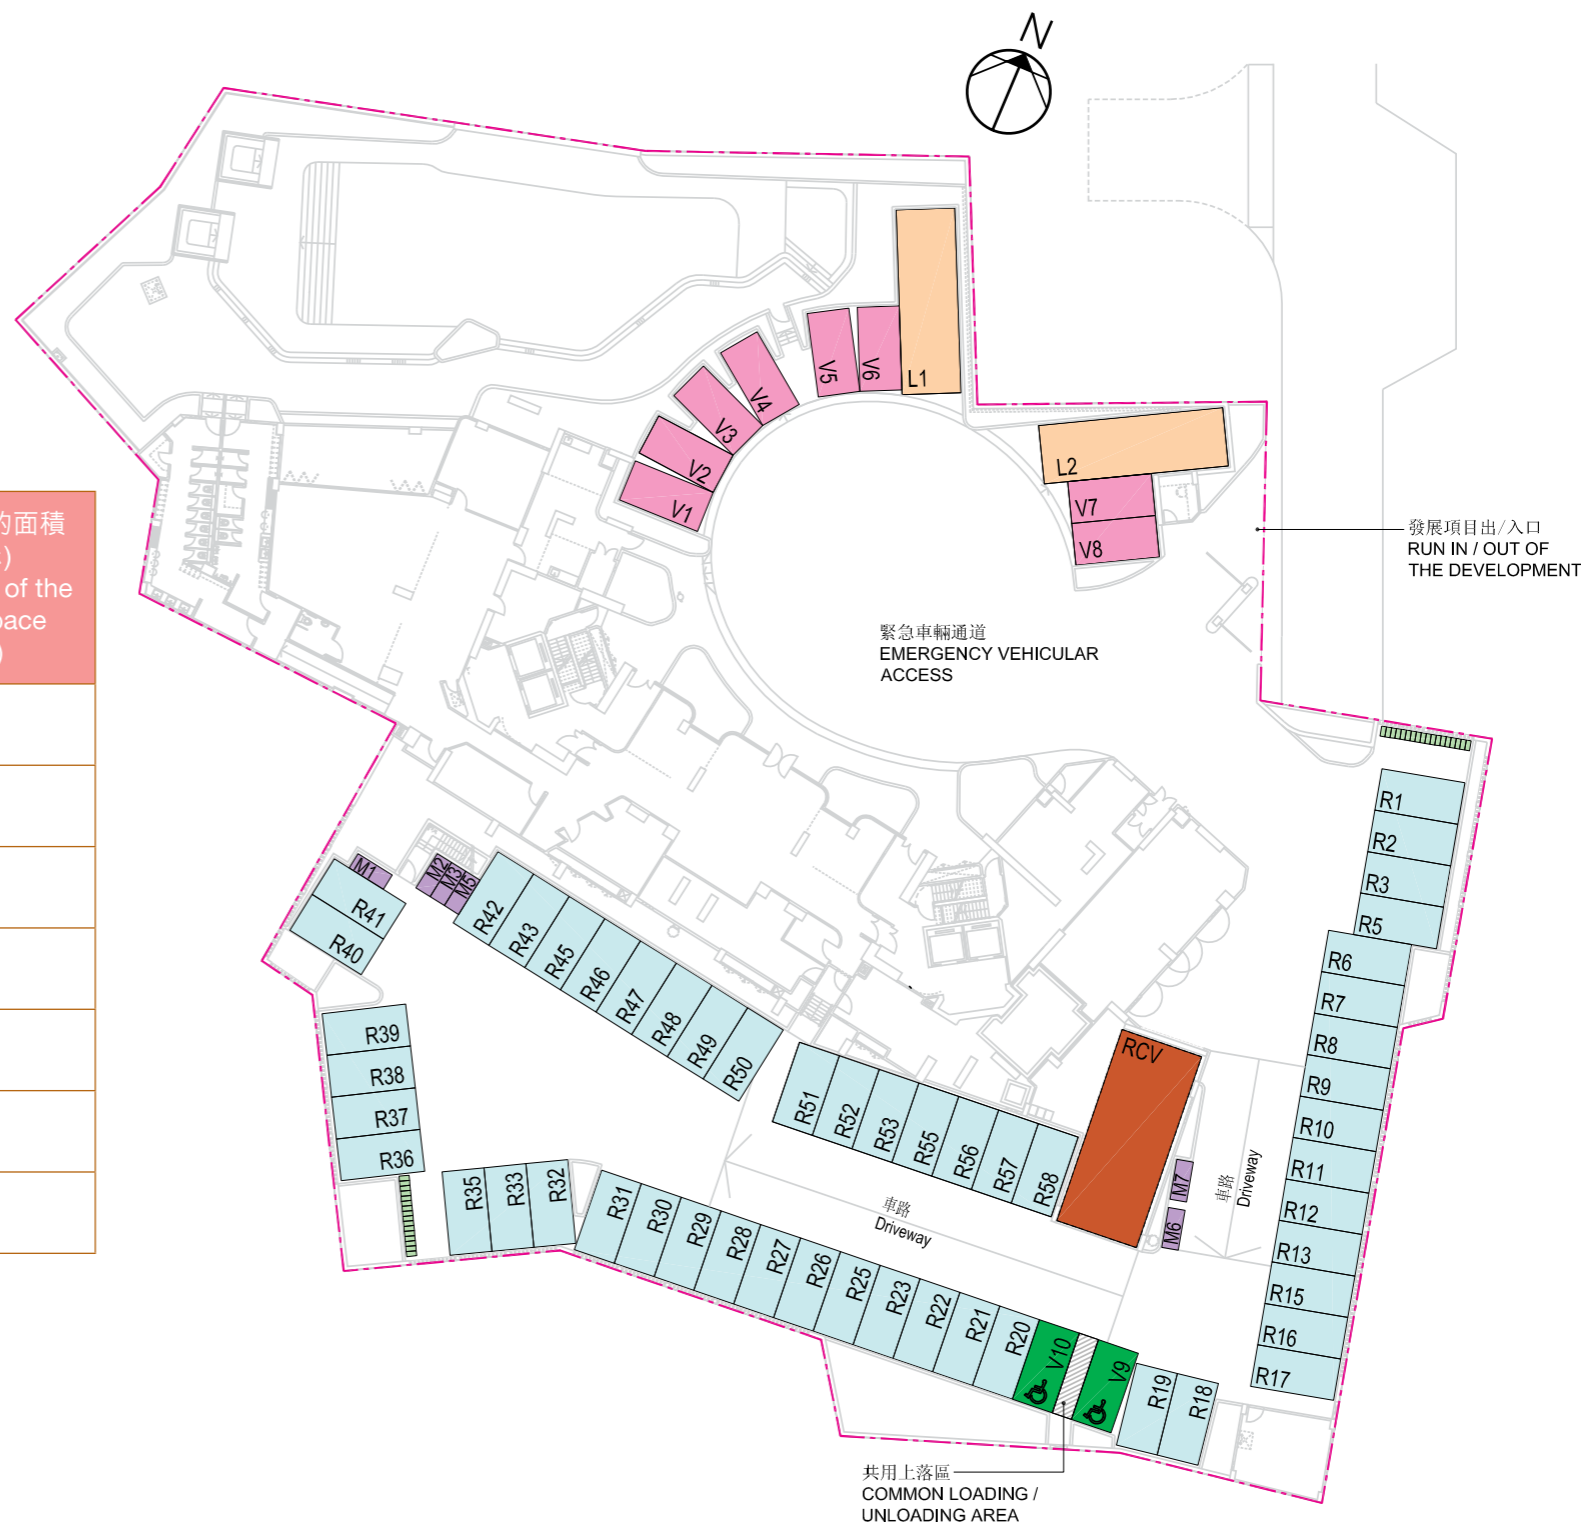 N
的面積
)
of the
pace
)
V5
V6
L1
V4
V3
V2
V1
L2
V7
V8
發展項目出/入口
RUN IN / OUT OF
THE DEVELOPMENT
緊急車輛通道
EMERGENCY VEHICULAR
ACCESS
R1
R2
R3
R5
R6
R7
R8
R9
R10
R11
R12
R13
R15
R16
R17
M1
M2
M3
M5
R41
R40
R42
R43
R45
R46
R47
R48
R49
R50
R39
R38
R37
R36
R51
R52
R53
R55
R56
R57
R58
RCV
M7
M6
車路
Driveway
車路
Driveway
R35
R33
R32
R31
R30
R29
R28
R27
R26
R25
R23
R22
R21
R20
V10
V9
R19
R18
共用上落區
COMMON LOADING /
UNLOADING AREA